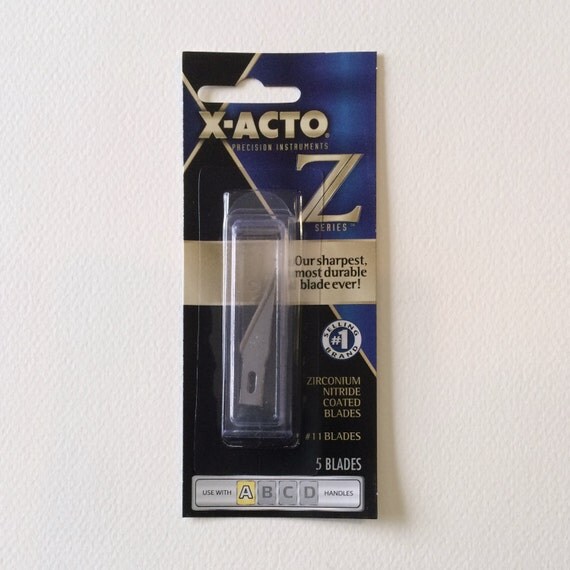 X-ACTO®
PRECISION INSTRUMENTS
Z
SERIES™
Our sharpest,
most durable
blade ever!
SELLING
#1
BRAND
ZIRCONIUM
NITRIDE
COATED
BLADES
#11 BLADES
5 BLADES
USE WITH A B C D HANDLES